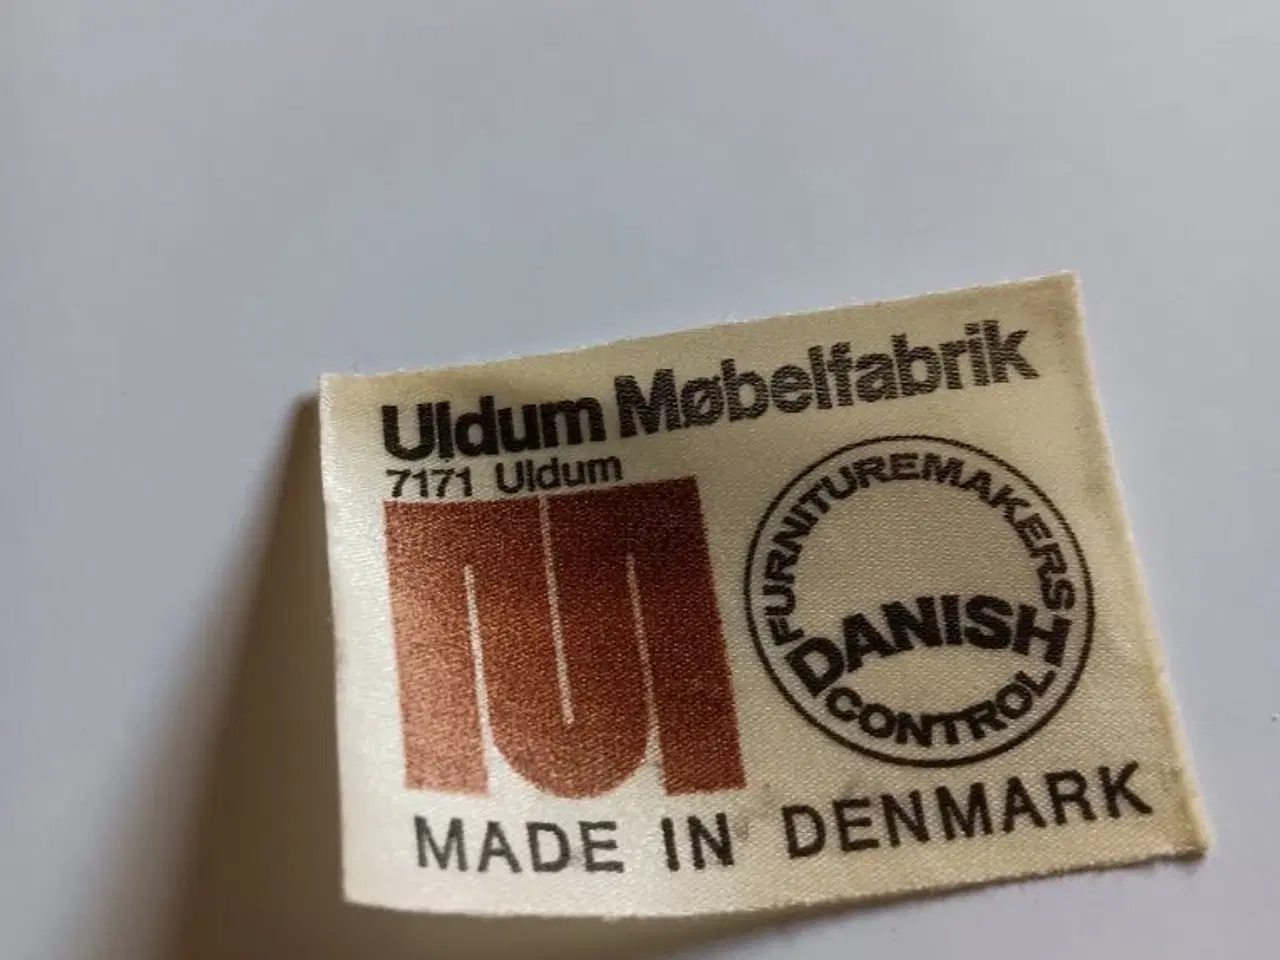 Uldum Møbelfabrik
7171 Uldum
FURNITUREMAKERS
DANISH
CONTROL
MADE IN DENMARK